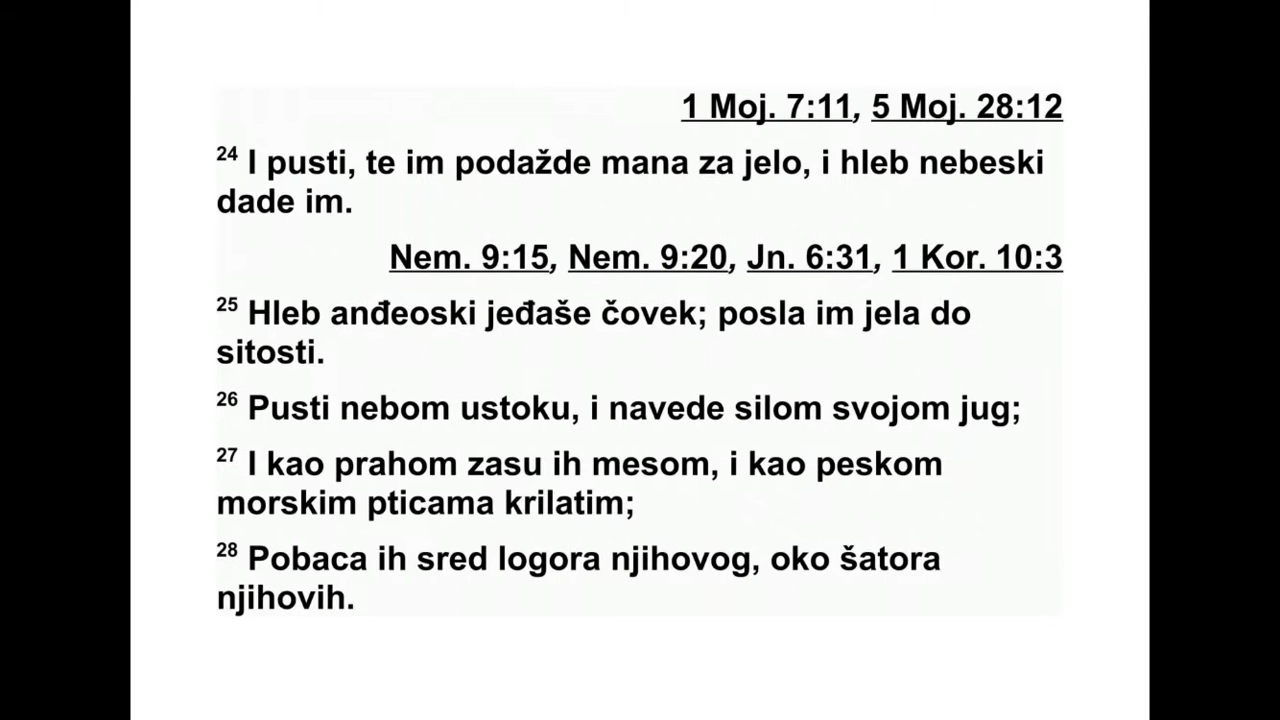 1 Moj. 7:11, 5 Moj. 28:12
24 I pusti, te im podažde mana za jelo, i hleb nebeski
dade im.
Nem. 9:15, Nem. 9:20, Jn. 6:31, 1 Kor. 10:3
25 Hleb anđeoski jeđaše čovek; posla im jela do
sitosti.
26 Pusti nebom ustoku, i navede silom svojom jug;
27 I kao prahom zasu ih mesom, i kao peskom
morskim pticama krilatim;
28 Pobaca ih sred logora njihovog, oko šatora
njihovih.